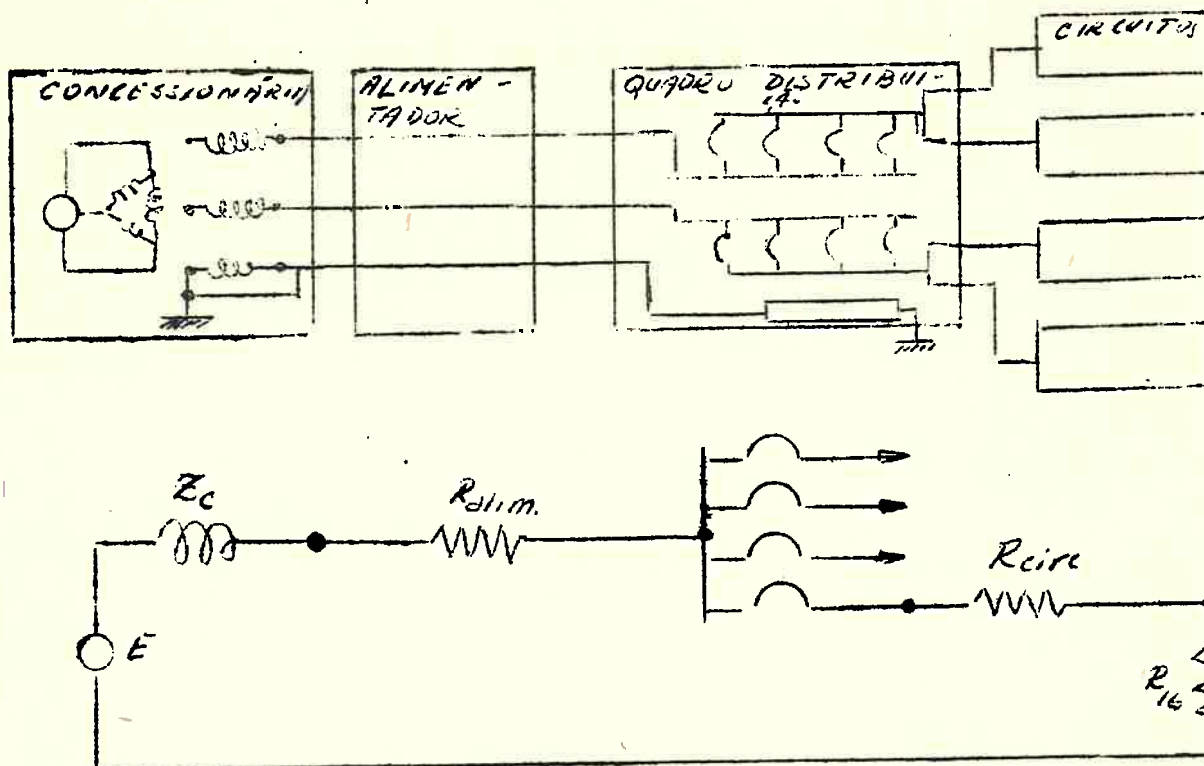 CIRCUITOS
CONCESSIONÁRIA
ALIMEN -
TADOR
QUADRO DISTRIBUI -
Zc
Ralim.
Rcirc
E